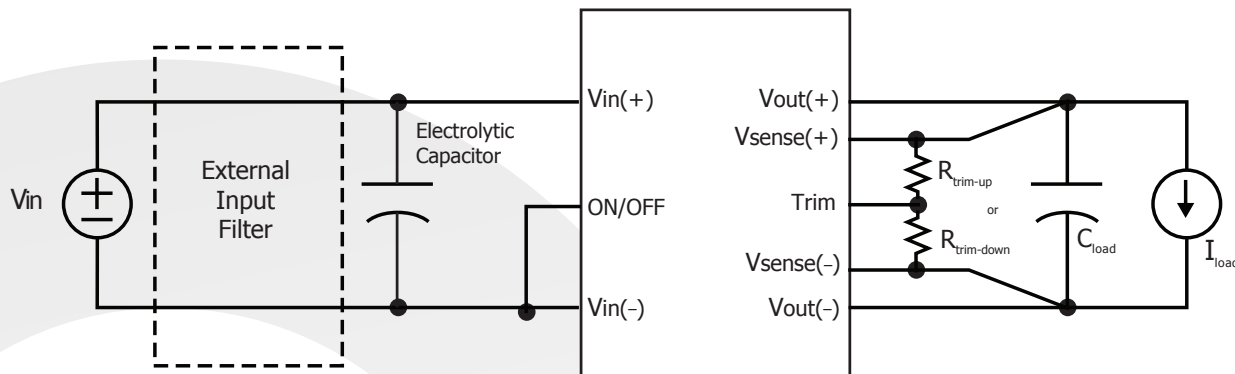 Vin
External
Input
Filter
Electrolytic
Capacitor
Vin(+)
ON/OFF
Vin(−)
Vout(+)
Vsense(+)
Trim
Vsense(−)
Vout(−)
Rtrim-up
or
Rtrim-down
Cload
Iload